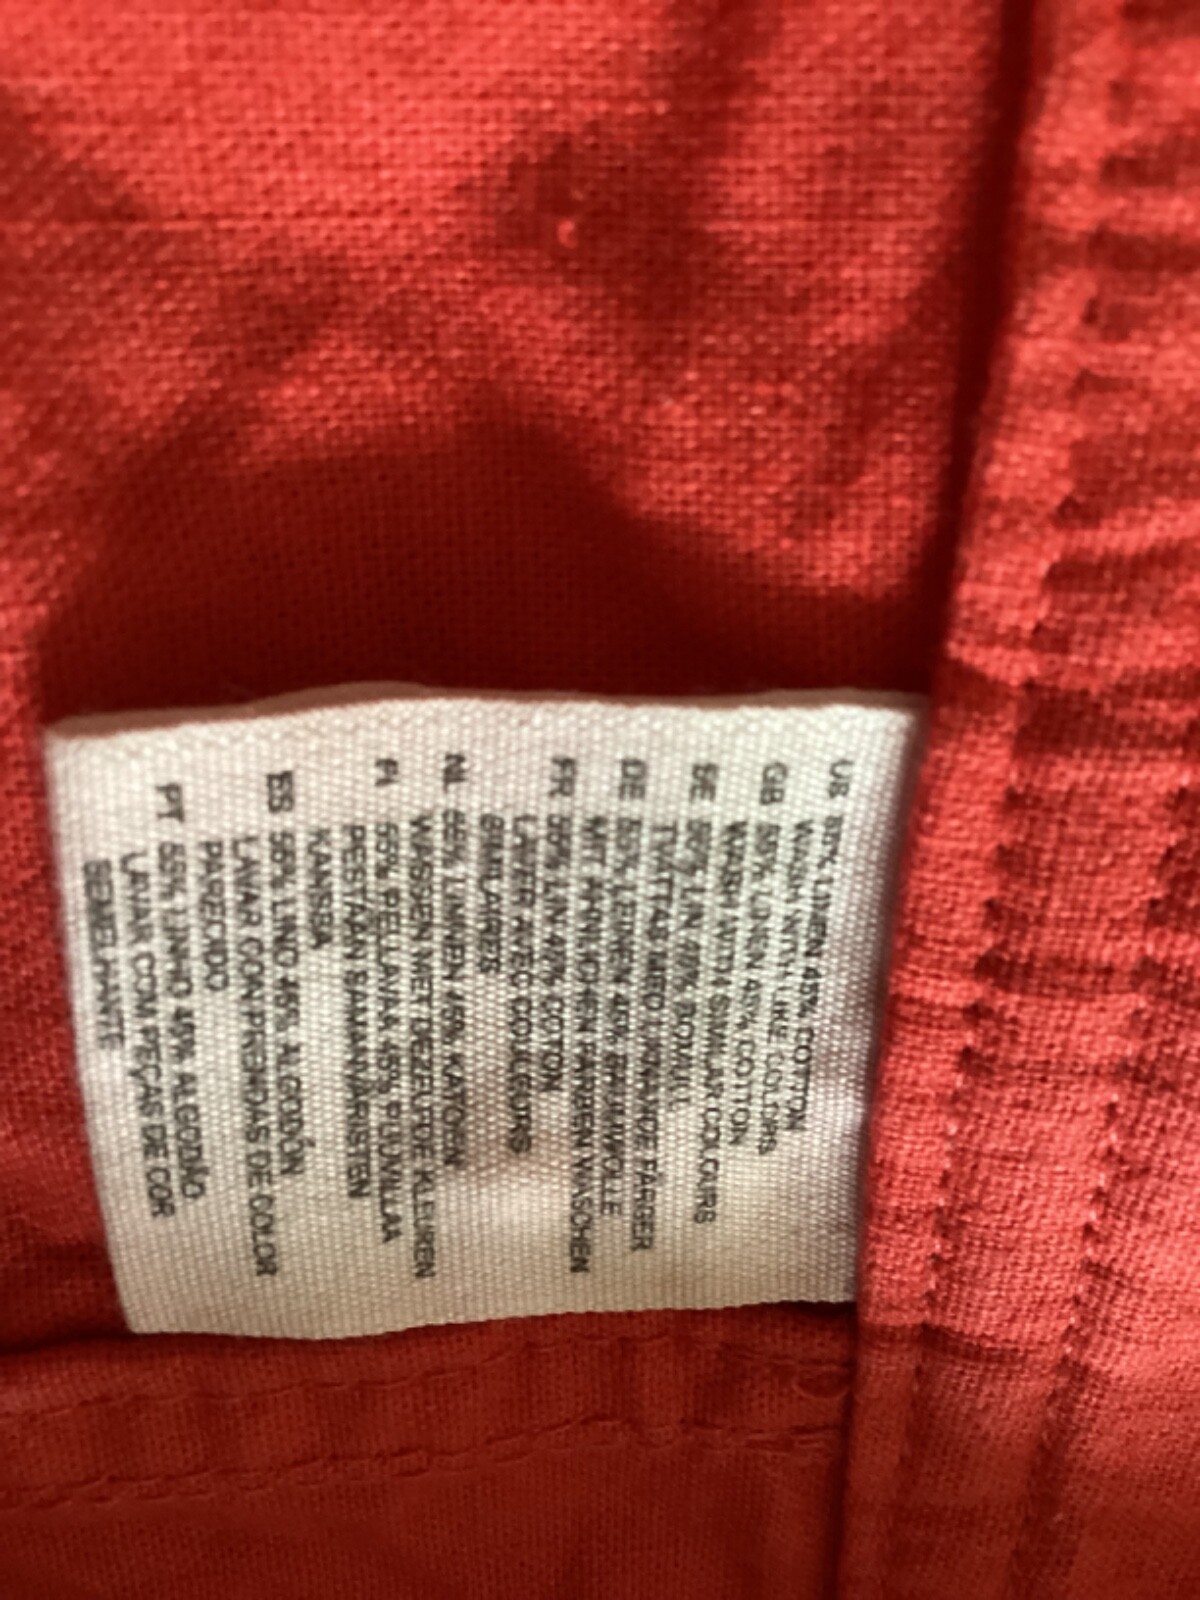 US 55% LINEN 45% COTTON
WASH WITH LIKE COLORS
GB 55% LINEN 45% COTTON
WASH WITH SIMILAR COLOURS
SE 55% LIN 45% BOMULL
TVÄTTAS MED LIKNANDE FÄRGER
DE 55% LEINEN 45% BAUMWOLLE
MIT ÄHNLICHEN FARBEN WASCHEN
FR 55% LIN 45% COTON
LAVER AVEC COULEURS
SIMILAIRES
NL 55% LINNEN 45% KATOEN
WASSEN MET DEZELFDE KLEUREN
FI 55% PELLAVAA 45% PUUVILLAA
PESTÄÄN SAMANVÄRISTEN
KANSSA
ES 55% LINO 45% ALGODÓN
LAVAR CON PRENDAS DE COLOR
PARECIDO
PT 55% LINHO 45% ALGODÃO
LAVAR COM PEÇAS DE COR
SEMELHANTE